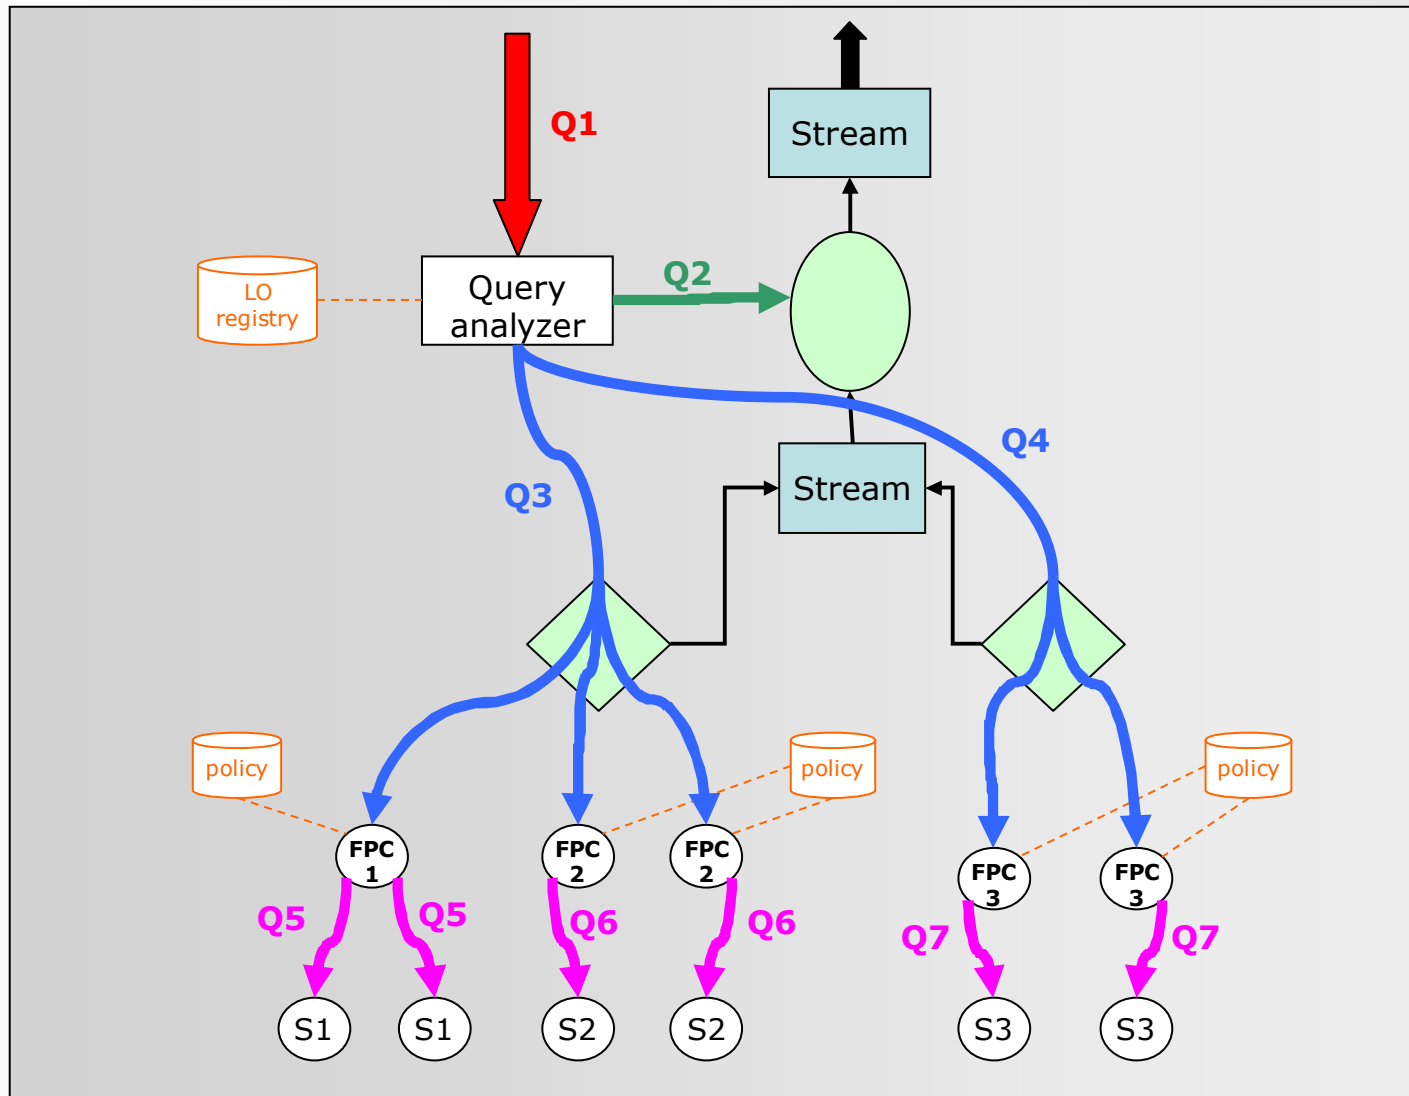 Q1
Stream
LO
registry
Query
analyzer
Q2
Q4
Q3
Stream
policy
policy
policy
FPC
1
FPC
2
FPC
2
FPC
3
FPC
3
Q5
Q5
Q6
Q6
Q7
Q7
S1
S1
S2
S2
S3
S3